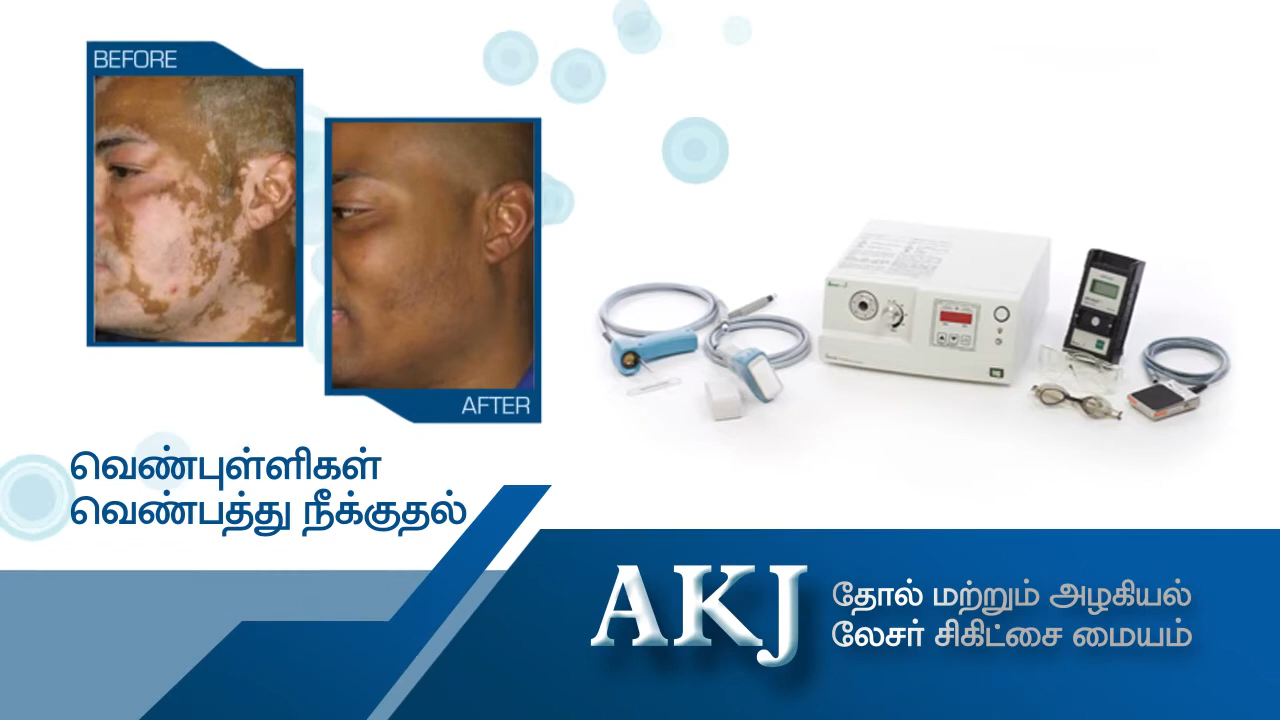 BEFORE
AFTER
வெண்புள்ளிகள்
வெண்பத்து நீக்குதல்
AKJ
தோல் மற்றும் அழகியல்
லேசர் சிகிட்சை மையம்